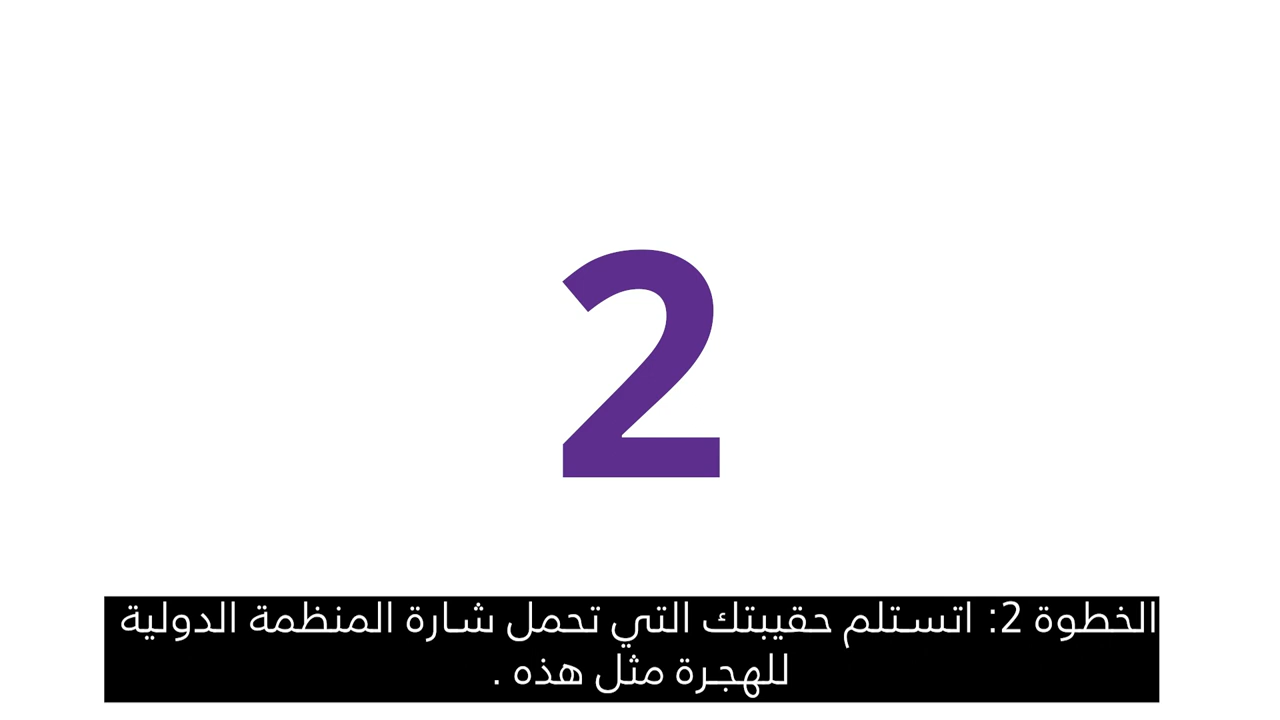 2
الخطوة 2: اتستلم حقيبتك التي تحمل شارة المنظمة الدولية
للهجرة مثل هذه .